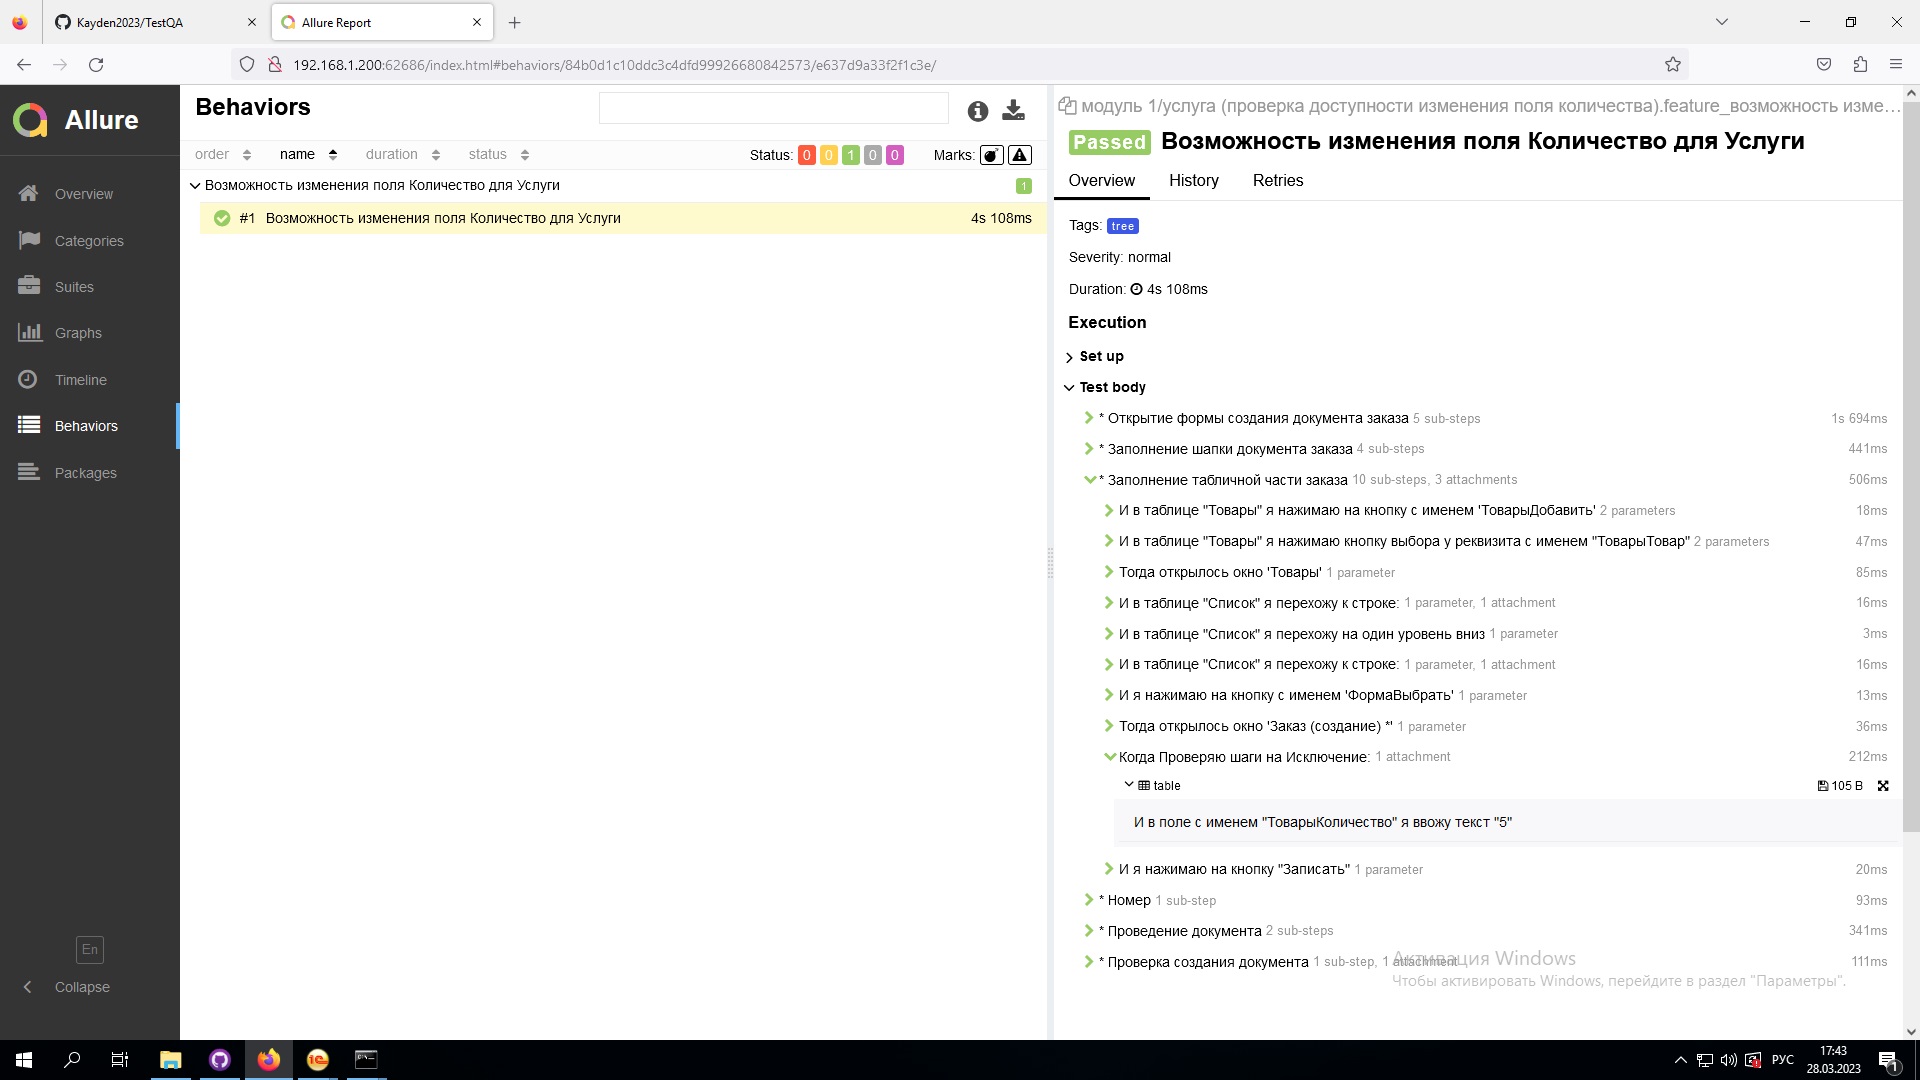 Kayden2023/TestQA
Allure Report
192.168.1.200:62686/index.html#behaviors/84b0d1c10ddc3c4dfd99926680842573/e637d9a33f2f1c3e/
Allure
Overview
Categories
Suites
Graphs
Timeline
Behaviors
Packages
En
Collapse
Behaviors
order name duration status Status: 0 0 1 0 0 Marks:
Возможность изменения поля Количество для Услуги 1
#1 Возможность изменения поля Количество для Услуги 4s 108ms
модуль 1/услуга (проверка доступности изменения поля количества).feature_возможность изме...
Passed Возможность изменения поля Количество для Услуги
Overview History Retries
Tags: tree
Severity: normal
Duration: 4s 108ms
Execution
Set up
Test body
* Открытие формы создания документа заказа 5 sub-steps 1s 694ms
* Заполнение шапки документа заказа 4 sub-steps 441ms
* Заполнение табличной части заказа 10 sub-steps, 3 attachments 506ms
И в таблице "Товары" я нажимаю на кнопку с именем 'ТоварыДобавить' 2 parameters 18ms
И в таблице "Товары" я нажимаю кнопку выбора у реквизита с именем "ТоварыТовар" 2 parameters 47ms
Тогда открылось окно 'Товары' 1 parameter 85ms
И в таблице "Список" я перехожу к строке: 1 parameter, 1 attachment 16ms
И в таблице "Список" я перехожу на один уровень вниз 1 parameter 3ms
И в таблице "Список" я перехожу к строке: 1 parameter, 1 attachment 16ms
И я нажимаю на кнопку с именем 'ФормаВыбрать' 1 parameter 13ms
Тогда открылось окно 'Заказ (создание) *' 1 parameter 36ms
Когда Проверяю шаги на Исключение: 1 attachment 212ms
table 105 B
И в поле с именем "ТоварыКоличество" я ввожу текст "5"
И я нажимаю на кнопку "Записать" 1 parameter 20ms
* Номер 1 sub-step 93ms
* Проведение документа 2 sub-steps 341ms
* Проверка создания документа 1 sub-step, 1 attachment 111ms
Активация Windows
Чтобы активировать Windows, перейдите в раздел "Параметры".
РУС
17:43
28.03.2023
1